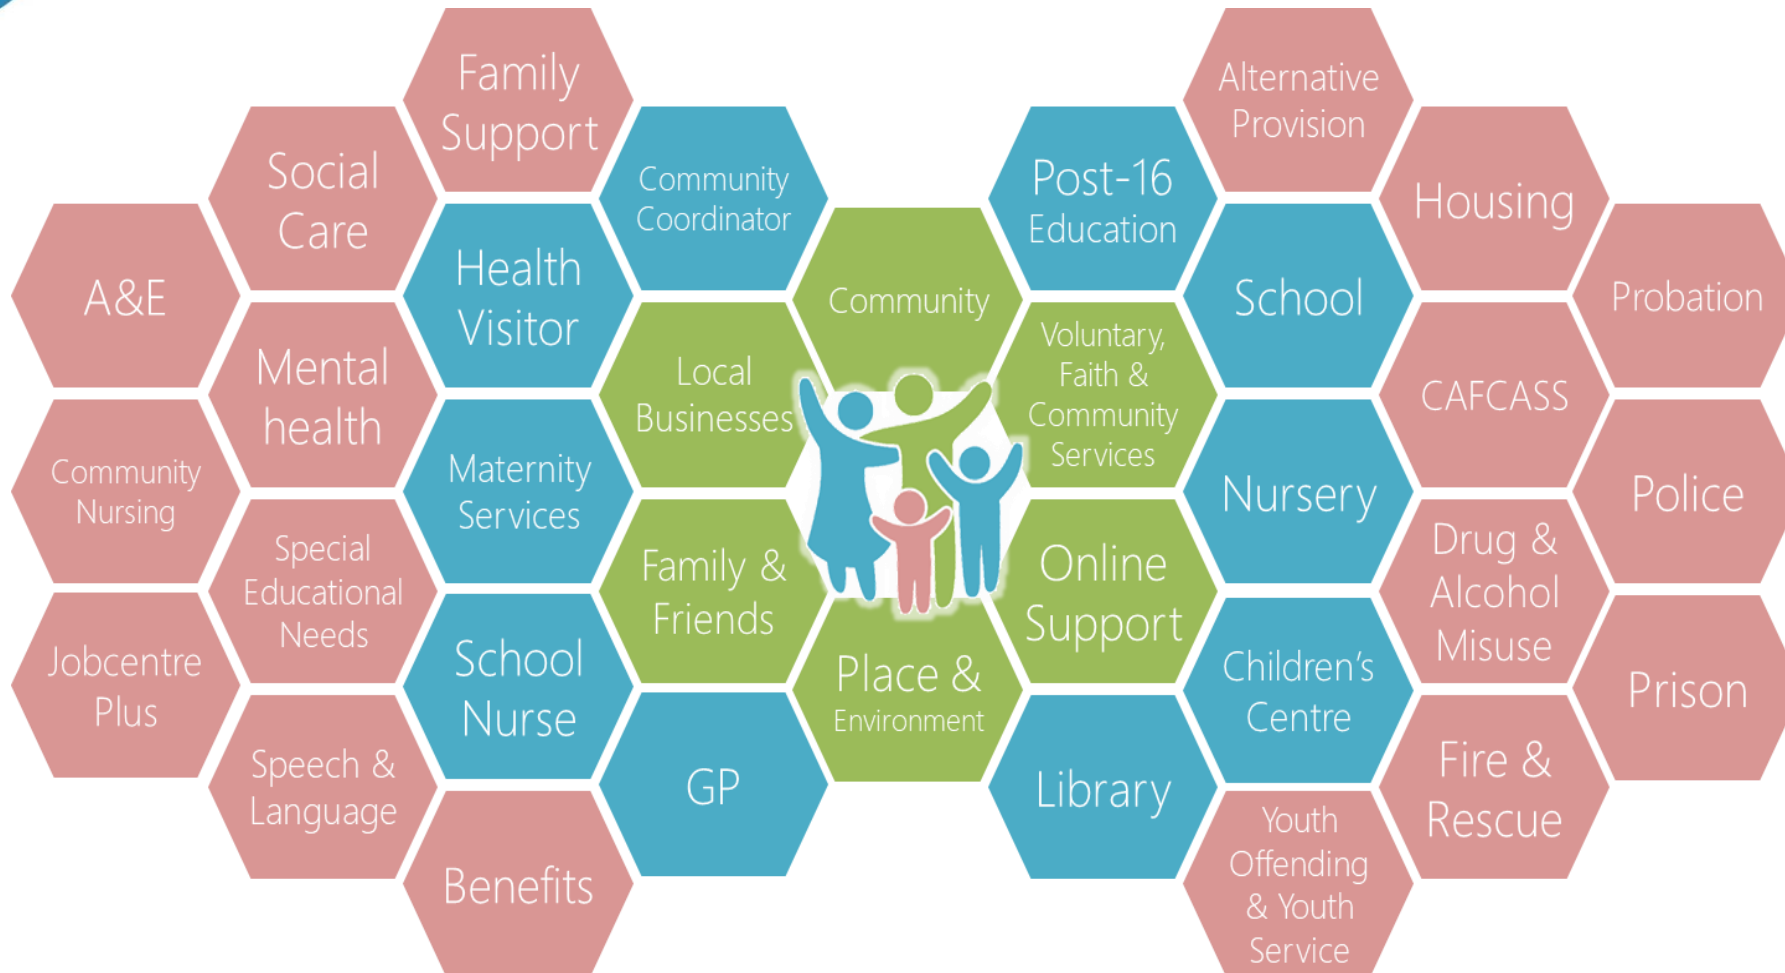 Family
Support
Alternative
Provision
Social
Care
Community
Coordinator
Post-16
Education
Housing
A&E
Health
Visitor
Community
School
Probation
Mental
health
Local
Businesses
Voluntary,
Faith &
Community
Services
CAFCASS
Community
Nursing
Maternity
Services
Nursery
Police
Special
Educational
Needs
Family &
Friends
Online
Support
Drug &
Alcohol
Misuse
Jobcentre
Plus
School
Nurse
Place &
Environment
Children's
Centre
Prison
Speech &
Language
GP
Library
Fire &
Rescue
Benefits
Youth
Offending
& Youth
Service